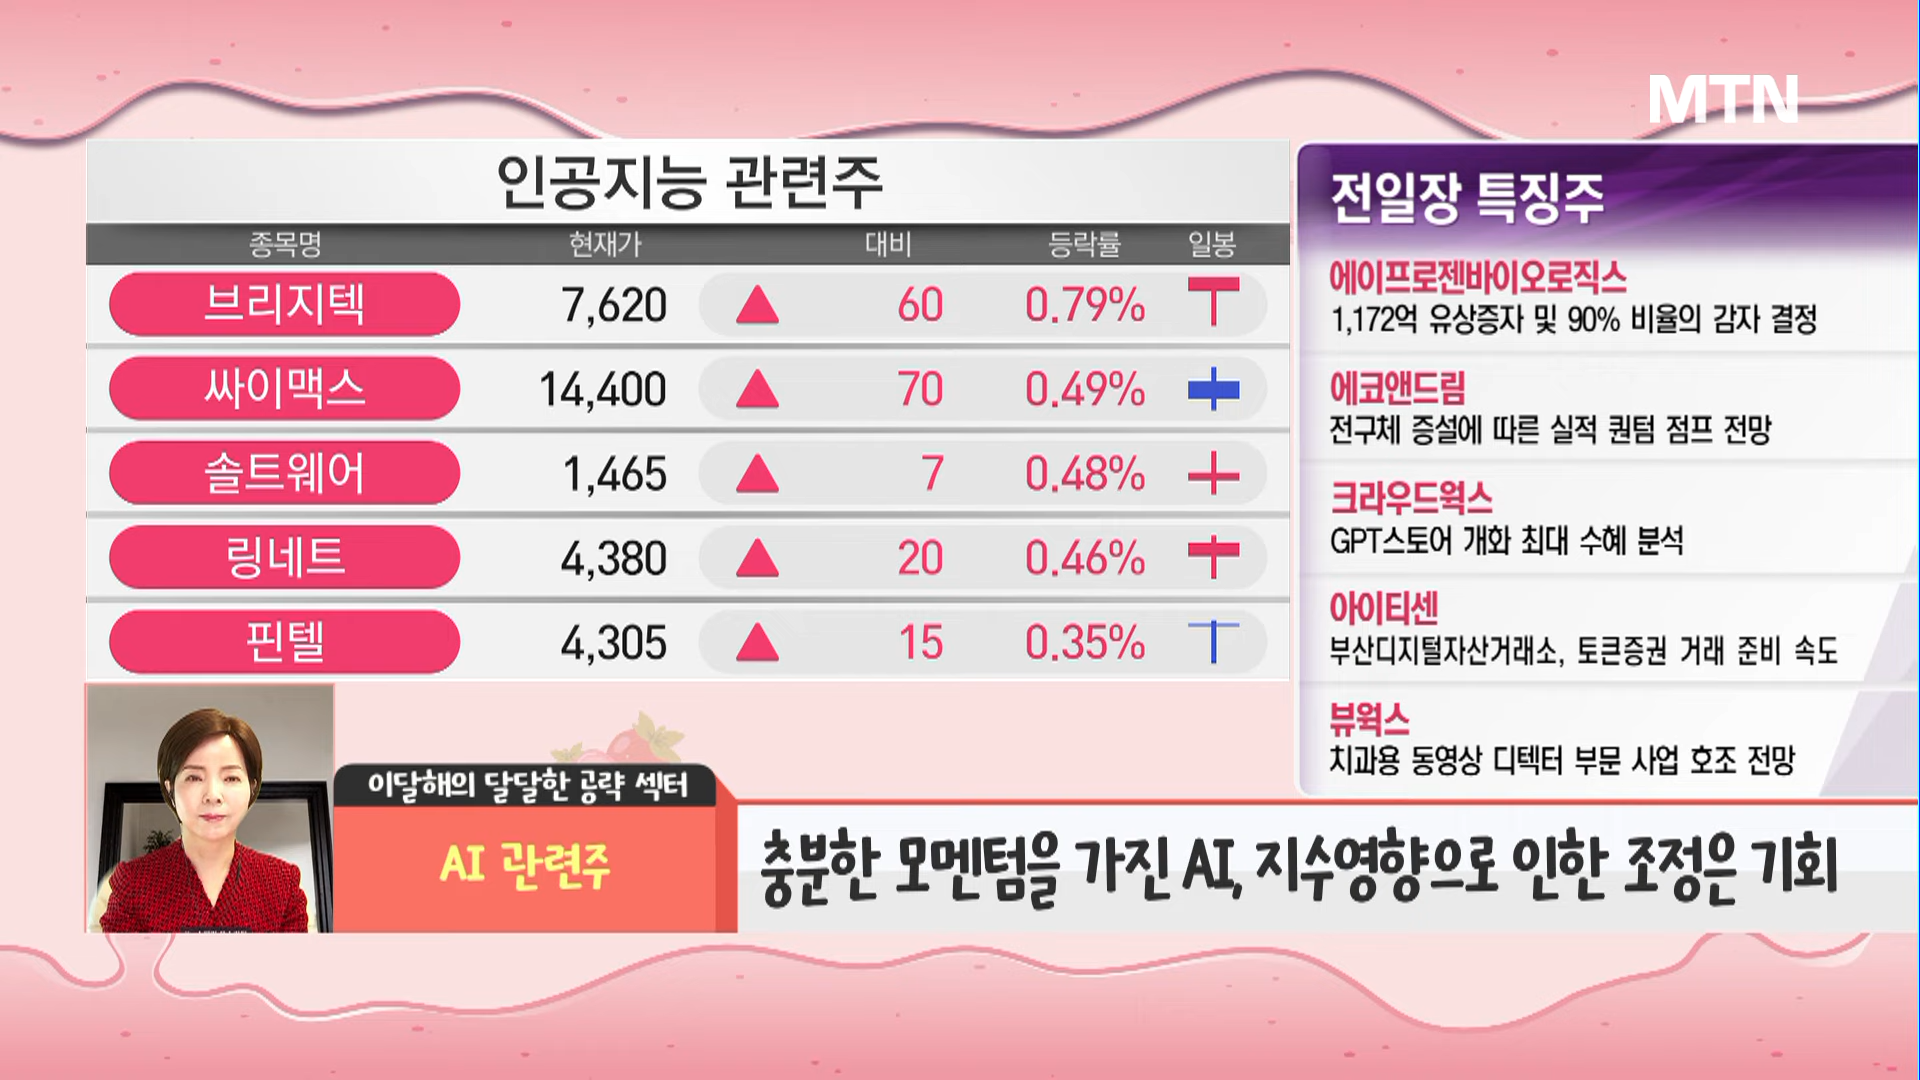 MTN
인공지능 관련주
종목명 현재가 대비 등락률 일봉
브리지텍 7,620 ▲ 60 0.79%
싸이맥스 14,400 ▲ 70 0.49%
솔트웨어 1,465 ▲ 7 0.48%
링네트 4,380 ▲ 20 0.46%
핀텔 4,305 ▲ 15 0.35%
전일장 특징주
에이프로젠바이오로직스
1,172억 유상증자 및 90% 비율의 감자 결정
에코앤드림
전구체 증설에 따른 실적 퀀텀 점프 전망
크라우드웍스
GPT스토어 개화 최대 수혜 분석
아이티센
부산디지털자산거래소, 토큰증권 거래 준비 속도
뷰웍스
치과용 동영상 디텍터 부문 사업 호조 전망
이달해의 달달한 공략 섹터
AI 관련주
충분한 모멘텀을 가진 AI, 지수영향으로 인한 조정은 기회